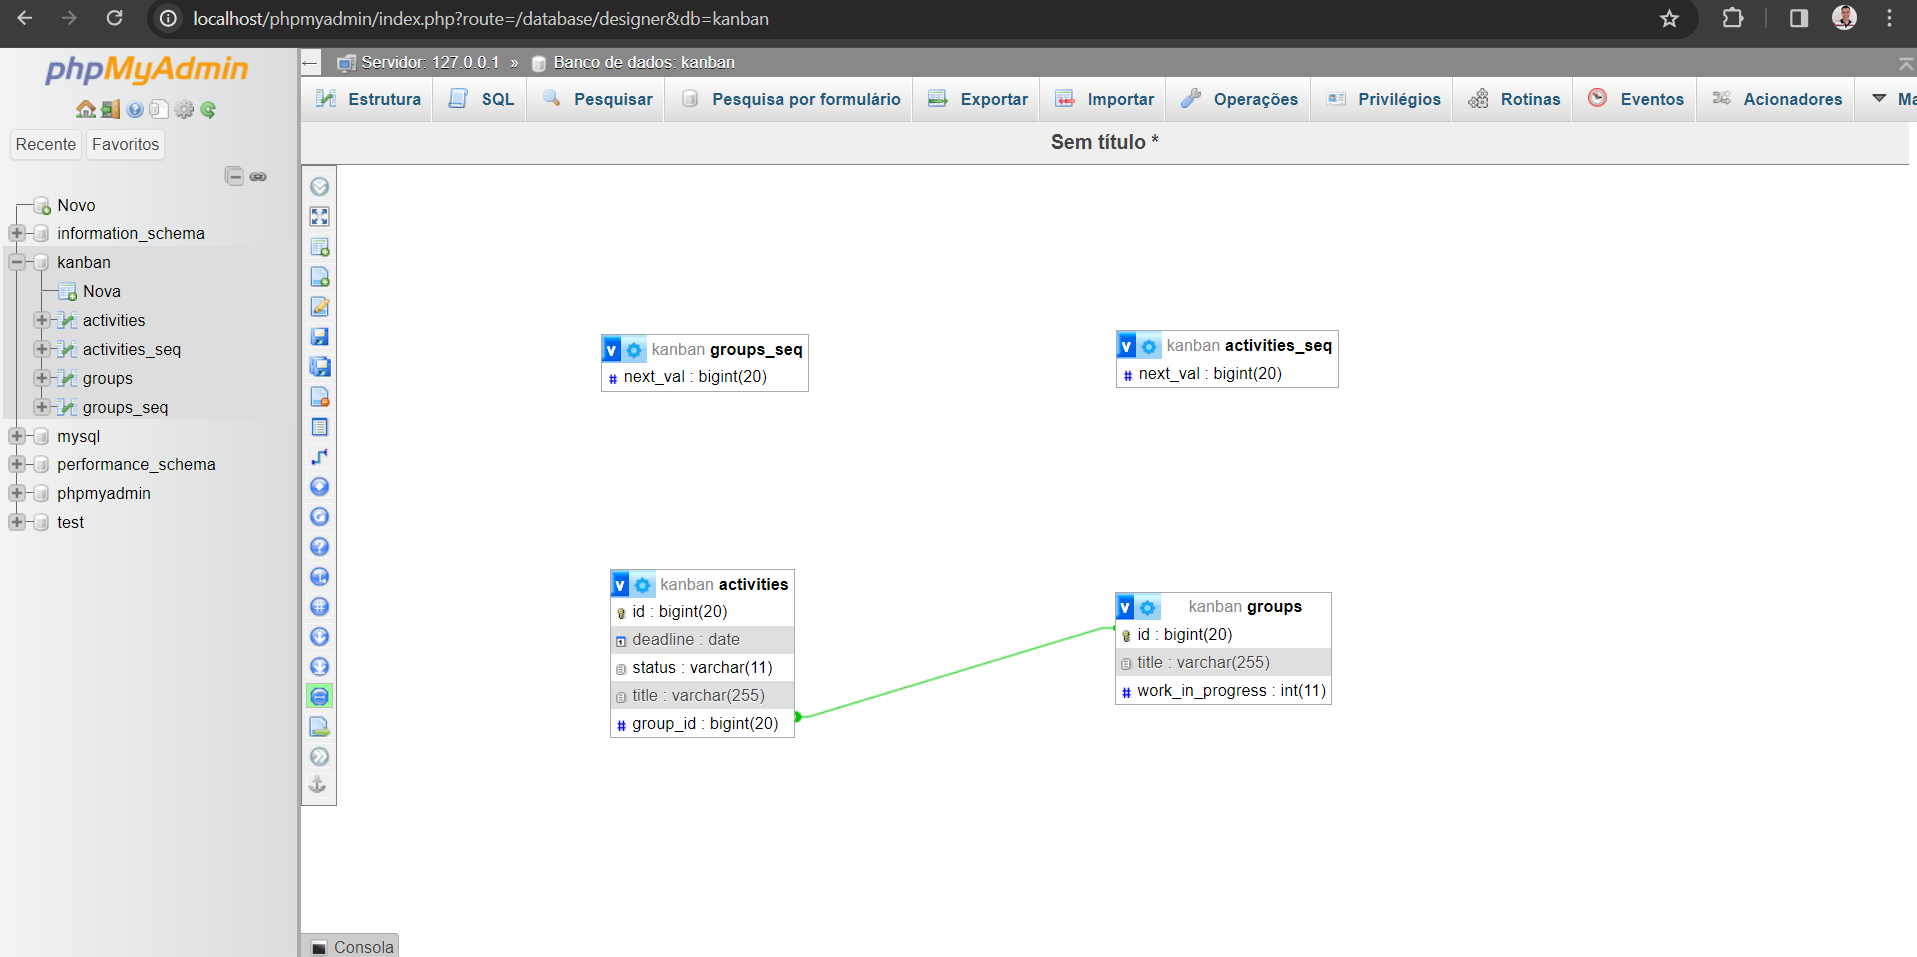 localhost/phpmyadmin/index.php?route=/database/designer&db=kanban
phpMyAdmin
Recente Favoritos
Novo
information_schema
kanban
Nova
activities
activities_seq
groups
groups_seq
mysql
performance_schema
phpmyadmin
test
Servidor: 127.0.0.1 » Banco de dados: kanban
Estrutura SQL Pesquisar Pesquisa por formulário Exportar Importar Operações Privilégios Rotinas Eventos Acionadores Ma
Sem título *
v kanban groups_seq
# next_val : bigint(20)
v kanban activities_seq
# next_val : bigint(20)
v kanban activities
id : bigint(20)
deadline : date
status : varchar(11)
title : varchar(255)
# group_id : bigint(20)
v kanban groups
id : bigint(20)
title : varchar(255)
# work_in_progress : int(11)
Consola